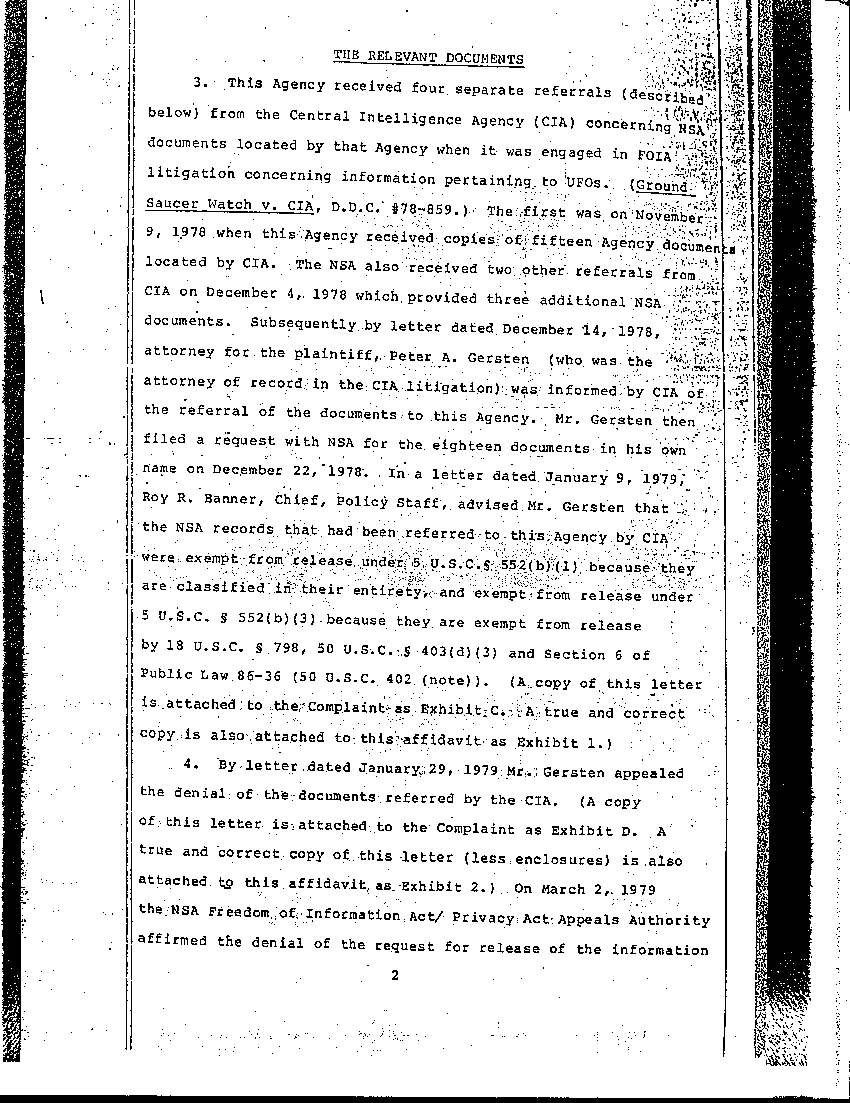 THE RELEVANT DOCUMENTS
3. This Agency received four separate referrals (described
below) from the Central Intelligence Agency (CIA) concerning NSA
documents located by that Agency when it was engaged in FOIA
litigation concerning information pertaining to UFOs. (Ground
Saucer Watch v. CIA, D.D.C. #78-859.) The first was on November
9, 1978 when this Agency received copies of fifteen Agency documents
located by CIA. The NSA also received two other referrals from
CIA on December 4, 1978 which provided three additional NSA
documents. Subsequently by letter dated December 14, 1978,
attorney for the plaintiff, Peter A. Gersten (who was the
attorney of record in the CIA litigation) was informed by CIA of
the referral of the documents to this Agency. Mr. Gersten then
filed a request with NSA for the eighteen documents in his own
name on December 22, 1978. In a letter dated January 9, 1979,
Roy R. Banner, Chief, Policy Staff, advised Mr. Gersten that
the NSA records that had been referred to this Agency by CIA
were exempt from release under 5 U.S.C. § 552(b)(1) because they
are classified in their entirety, and exempt from release under
5 U.S.C. § 552(b)(3) because they are exempt from release
by 18 U.S.C. § 798, 50 U.S.C. § 403(d)(3) and Section 6 of
Public Law 86-36 (50 U.S.C. 402 (note)). (A copy of this letter
is attached to the Complaint as Exhibit C. A true and correct
copy is also attached to this affidavit as Exhibit 1.)
4. By letter dated January 29, 1979 Mr. Gersten appealed
the denial of the documents referred by the CIA. (A copy
of this letter is attached to the Complaint as Exhibit D. A
true and correct copy of this letter (less enclosures) is also
attached to this affidavit as Exhibit 2.) On March 2, 1979
the NSA Freedom of Information Act/ Privacy Act Appeals Authority
affirmed the denial of the request for release of the information
2